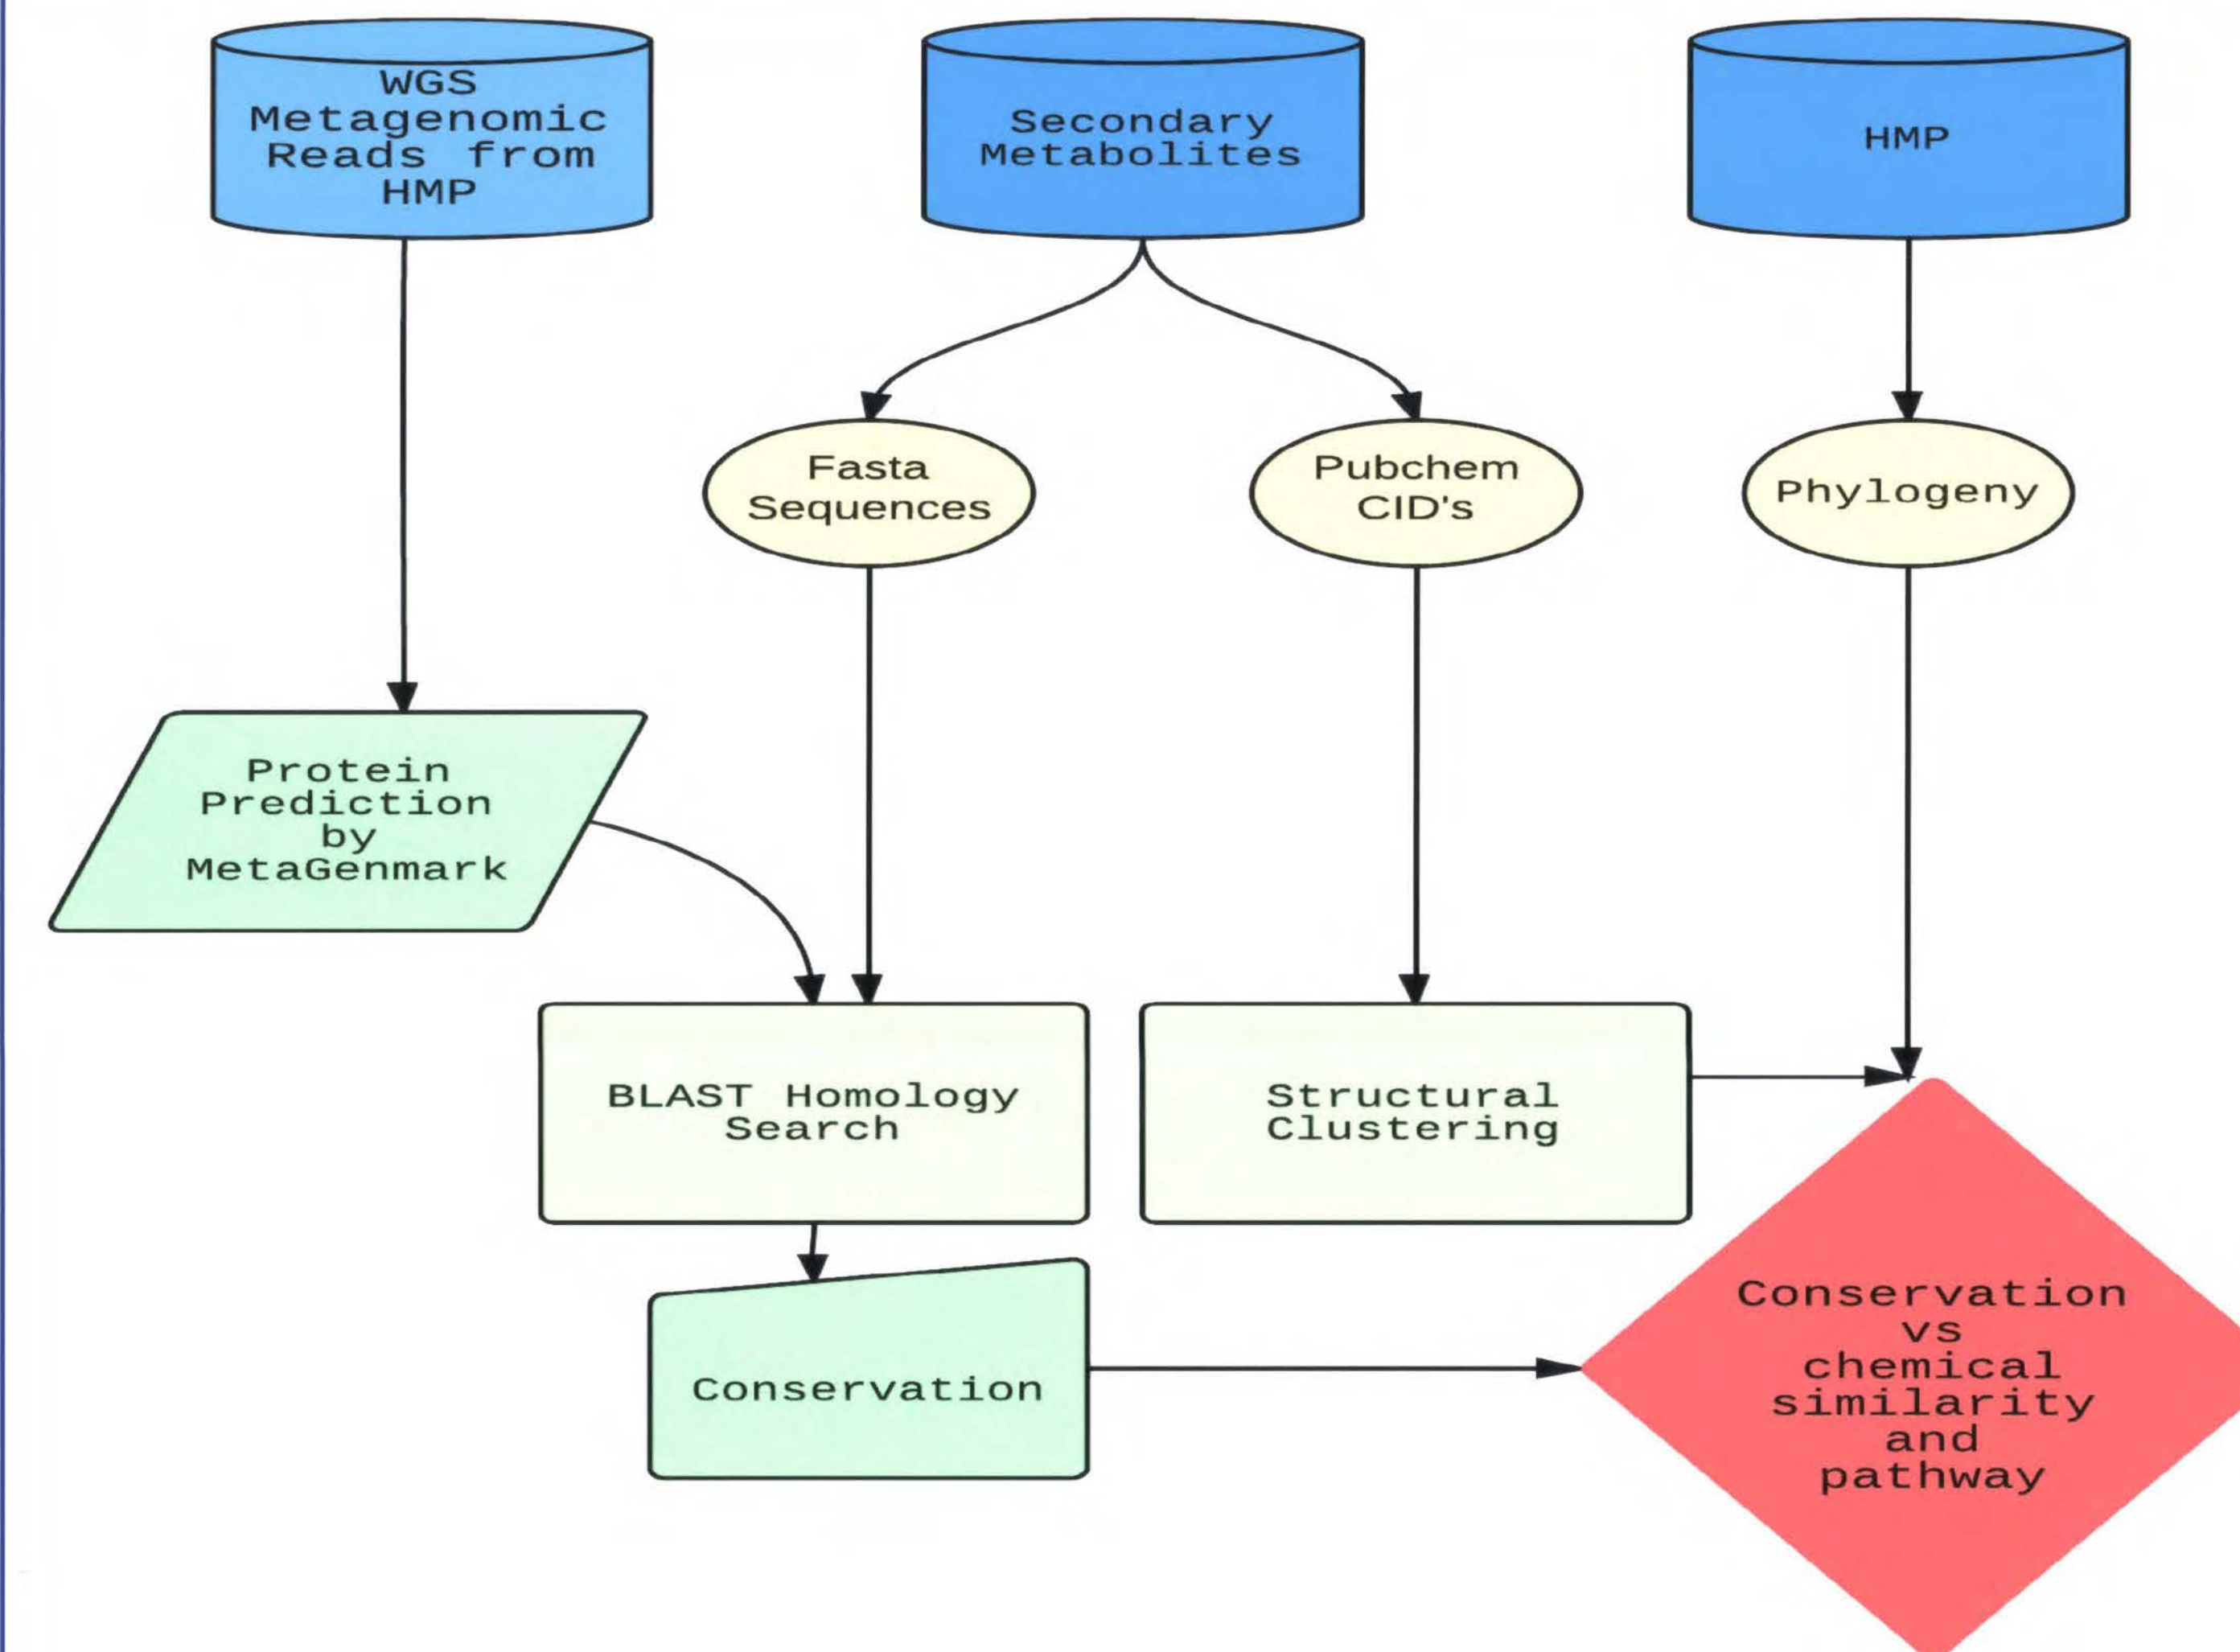 WGS
Metagenomic
Reads from
HMP
Secondary
Metabolites
HMP
Fasta
Sequences
Pubchem
CID's
Phylogeny
Protein
Prediction
by
MetaGenmark
BLAST Homology
Search
Structural
Clustering
Conservation
Conservation
vs
chemical
similarity
and
pathway